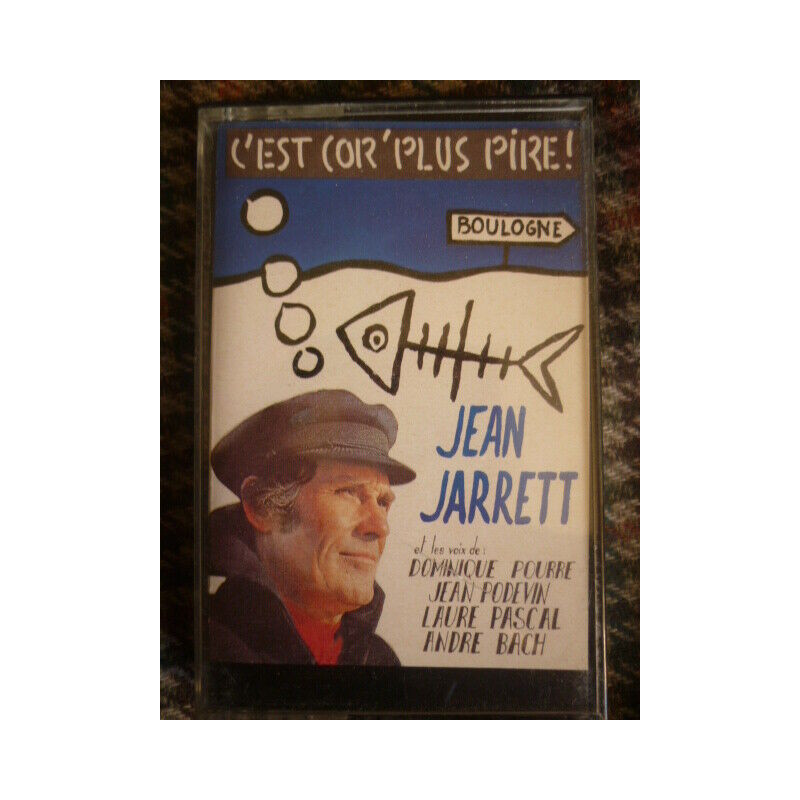 C'EST COR'PLUS PIRE!
BOULOGNE
JEAN
JARRETT
et les voix de:
DOMINIQUE POURRE
JEAN PODEVIN
LAURE PASCAL
ANDRE BACH